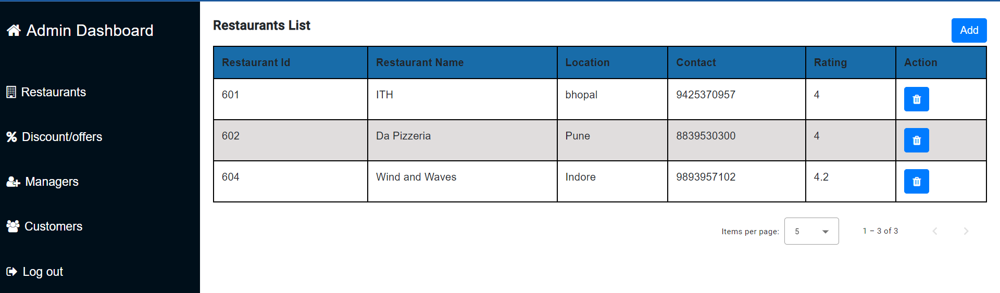 Admin Dashboard
Restaurants
Discount/offers
Managers
Customers
Log out
Restaurants List
Add
Restaurant Id Restaurant Name Location Contact Rating Action
601 ITH bhopal 9425370957 4
602 Da Pizzeria Pune 8839530300 4
604 Wind and Waves Indore 9893957102 4.2
Items per page: 5 1 – 3 of 3